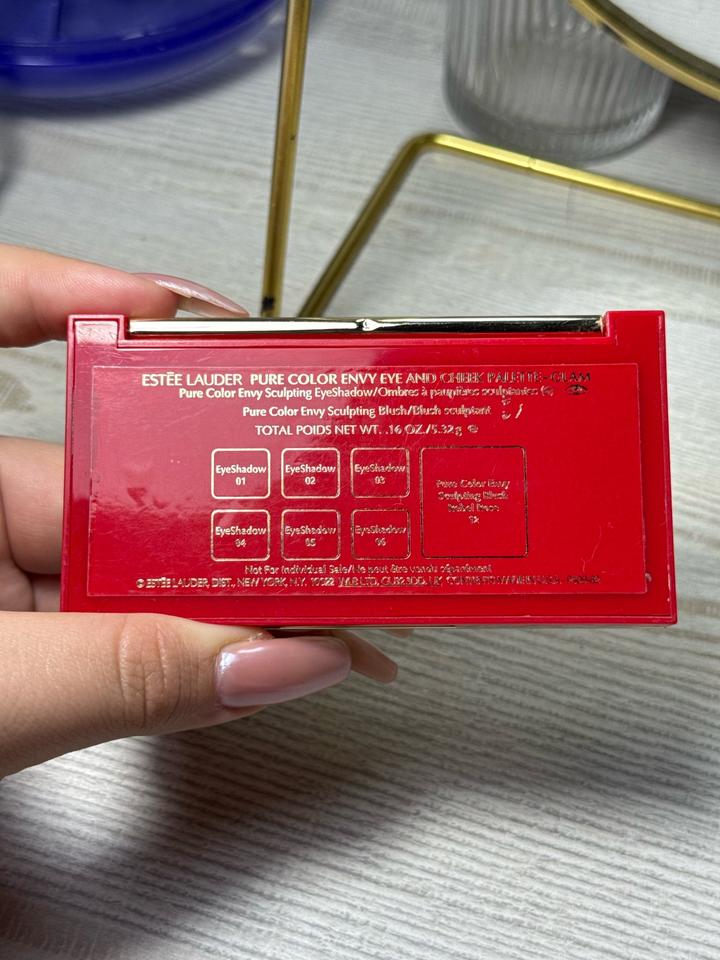 ESTĒE LAUDER PURE COLOR ENVY EYE AND CHEEK PALETTE - GLAM
Pure Color Envy Sculpting EyeShadow/Ombres à paupières sculptantes
Pure Color Envy Sculpting Blush/Blush sculptant
TOTAL POIDS NET WT. .16 OZ./5.32g ℮
EyeShadow
01
EyeShadow
02
EyeShadow
03
Pure Color Envy
Sculpting Blush
Rebel Rose
EyeShadow
04
EyeShadow
05
EyeShadow
06
Not For Individual Sale/Ne peut être vendu séparément
© ESTĒE LAUDER, DIST., NEW YORK, N.Y. 10022